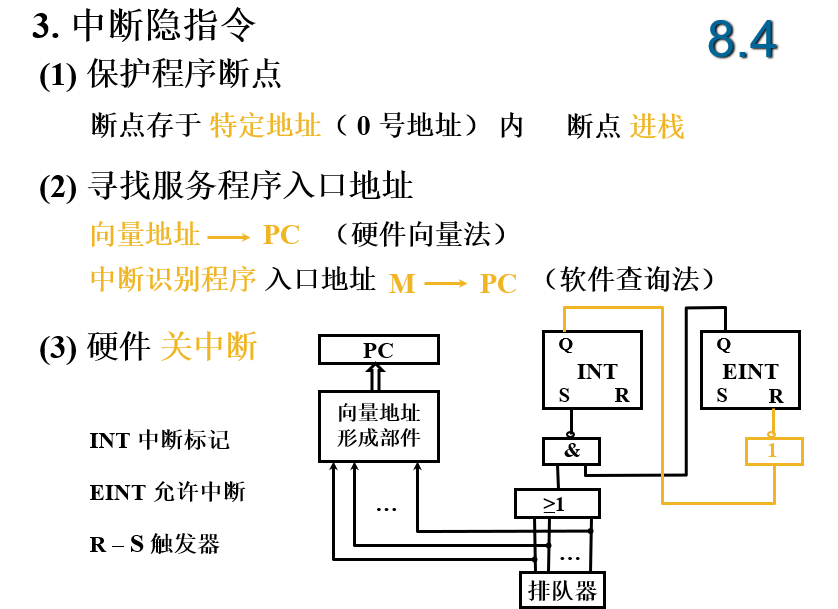 3. 中断隐指令
8.4
(1) 保护程序断点
断点存于 特定地址（ 0 号地址） 内 断点 进栈
(2) 寻找服务程序入口地址
向量地址 → PC （硬件向量法）
中断识别程序 入口地址 M → PC （软件查询法）
(3) 硬件 关中断
PC
向量地址
形成部件
Q
INT
S R
Q
EINT
S R
INT 中断标记
&
1
EINT 允许中断
…
≥1
R – S 触发器
…
排队器